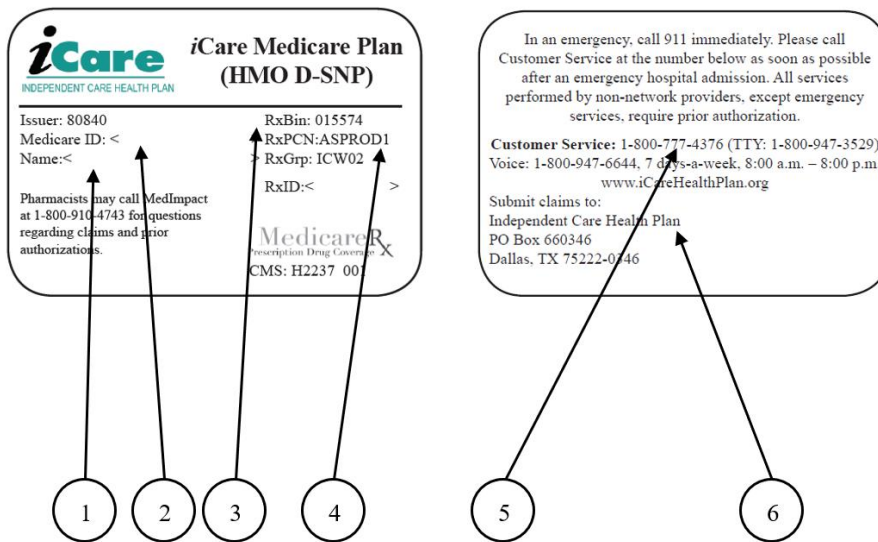 iCare
INDEPENDENT CARE HEALTH PLAN
iCare Medicare Plan
(HMO D-SNP)
Issuer: 80840
Medicare ID: <
Name:< >
RxBin: 015574
RxPCN:ASPROD1
RxGrp: ICW02
RxID:< >
Pharmacists may call MedImpact
at 1-800-910-4743 for questions
regarding claims and prior
authorizations.
MedicareRx
Prescription Drug Coverage
CMS: H2237 001
In an emergency, call 911 immediately. Please call
Customer Service at the number below as soon as possible
after an emergency hospital admission. All services
performed by non-network providers, except emergency
services, require prior authorization.
Customer Service: 1-800-777-4376 (TTY: 1-800-947-3529)
Voice: 1-800-947-6644, 7 days-a-week, 8:00 a.m. – 8:00 p.m.
www.iCareHealthPlan.org
Submit claims to:
Independent Care Health Plan
PO Box 660346
Dallas, TX 75222-0346
1
2
3
4
5
6